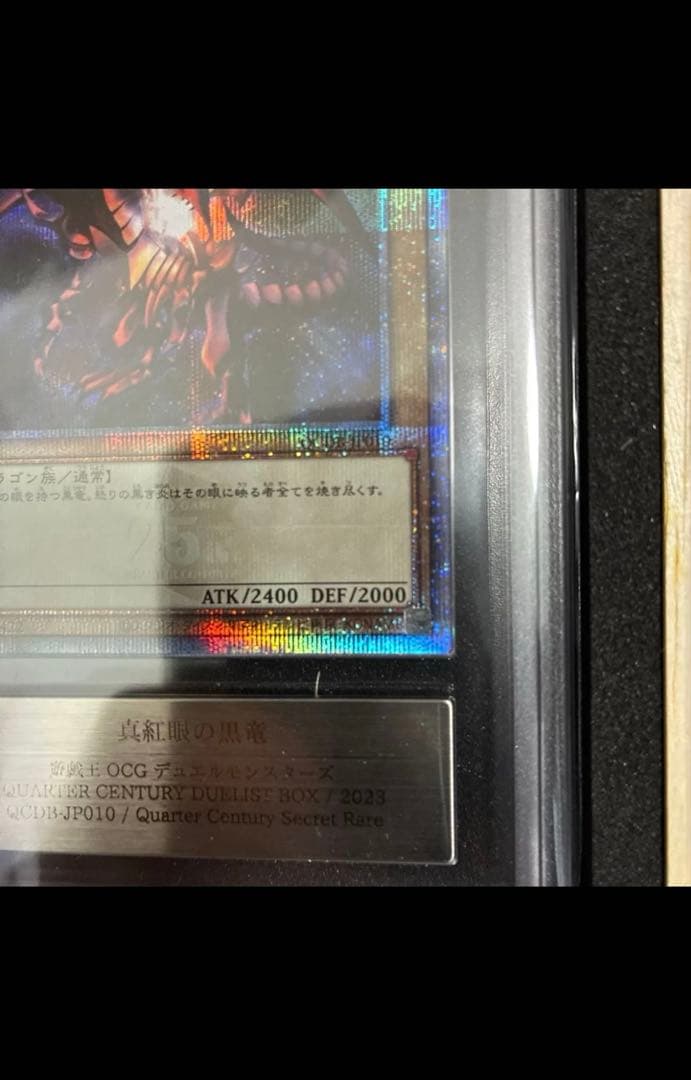 ラゴン族／通常】
の眼を持つ黒竜。怒りの黒き炎はその眼に映る者全てを焼き尽くす。
ATK/2400 DEF/2000
真紅眼の黒竜
遊戯王 OCG デュエルモンスターズ
QUARTER CENTURY DUELIST BOX / 2023
QCDB-JP010 / Quarter Century Secret Rare